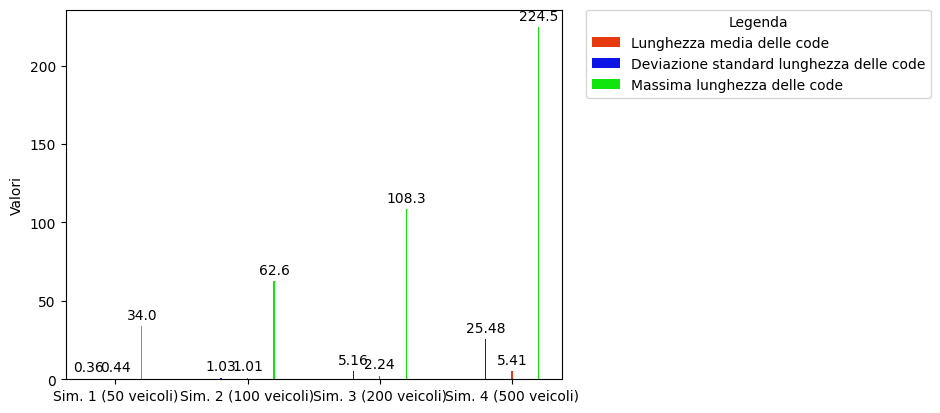 224.5
Legenda
Lunghezza media delle code
Deviazione standard lunghezza delle code
Massima lunghezza delle code
200
150
108.3
100
62.6
50
34.0
25.48
0.36 0.44
1.03 1.01
5.16 2.24
5.41
0
Valori
Sim. 1 (50 veicoli) Sim. 2 (100 veicoli) Sim. 3 (200 veicoli) Sim. 4 (500 veicoli)